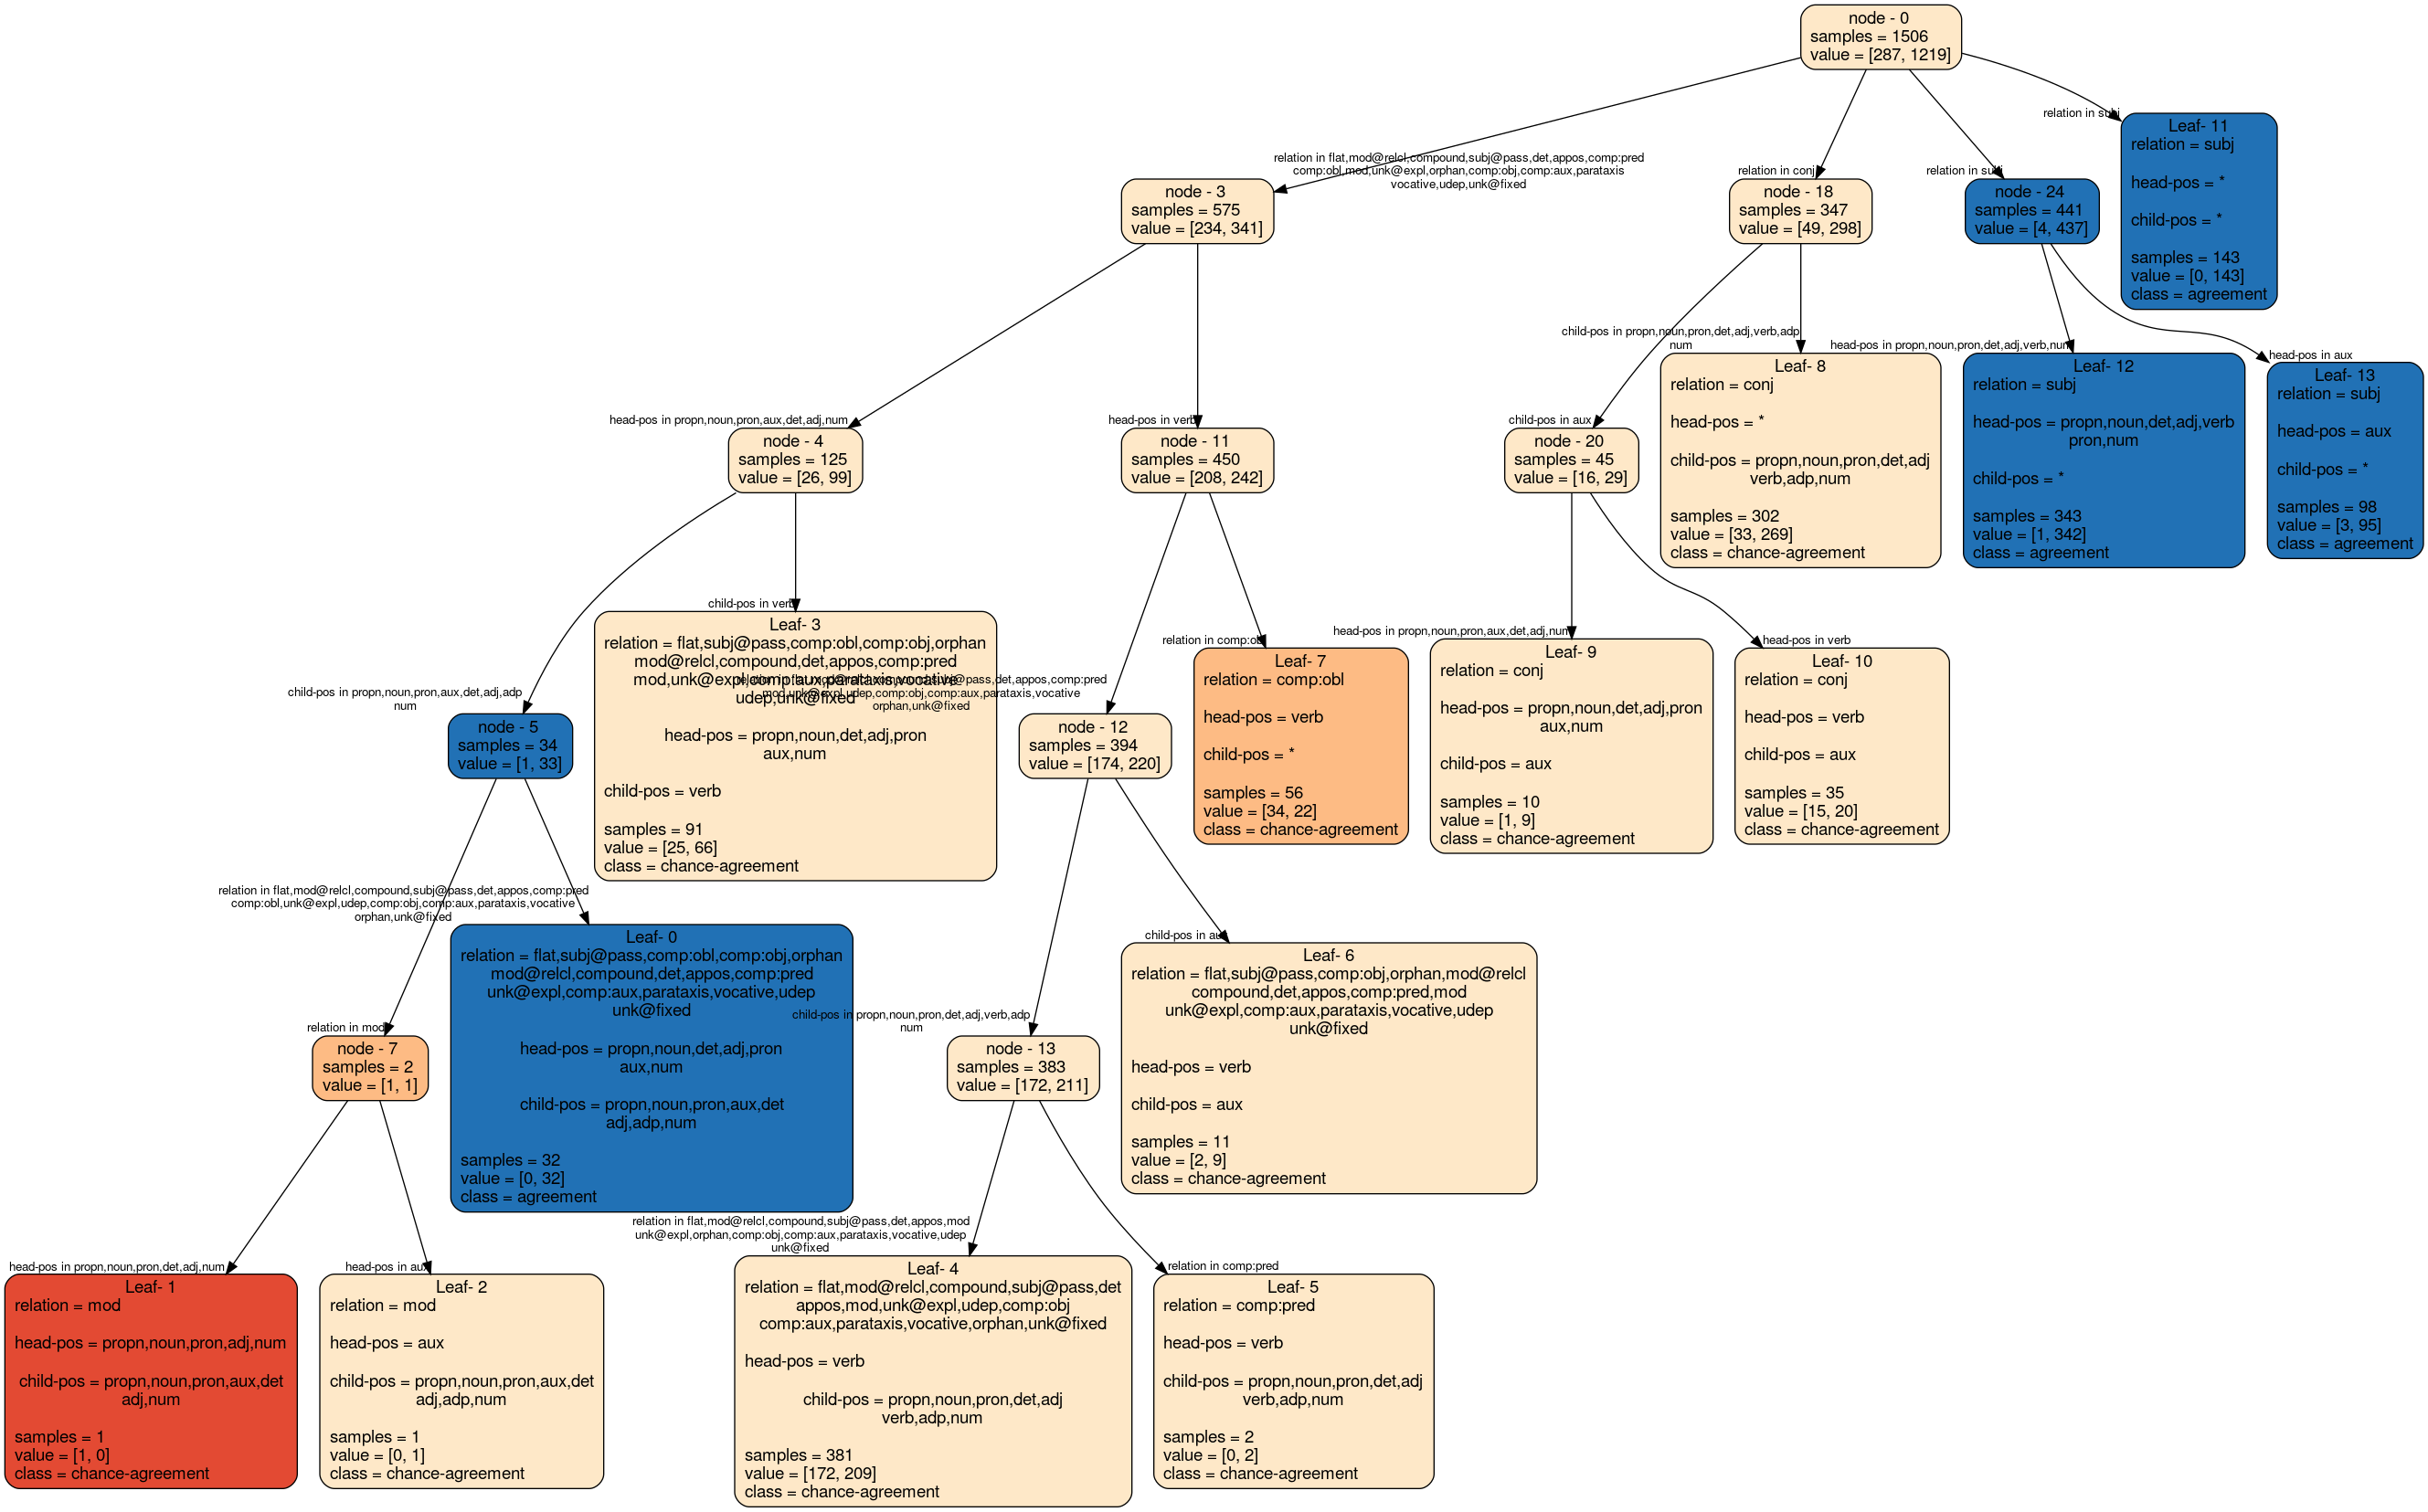 node - 0
samples = 1506
value = [287, 1219]
relation in subj
Leaf- 11
relation = subj
head-pos = *
child-pos = *
samples = 143
value = [0, 143]
class = agreement
relation in flat,mod@relcl,compound,subj@pass,det,appos,comp:pred
comp:obl,mod,unk@expl,orphan,comp:obj,comp:aux,parataxis
vocative,udep,unk@fixed
node - 3
samples = 575
value = [234, 341]
relation in conj
node - 18
samples = 347
value = [49, 298]
relation in subj
node - 24
samples = 441
value = [4, 437]
child-pos in propn,noun,pron,det,adj,verb,adp
num
Leaf- 8
relation = conj
head-pos = *
child-pos = propn,noun,pron,det,adj
verb,adp,num
samples = 302
value = [33, 269]
class = chance-agreement
head-pos in propn,noun,pron,det,adj,verb,num
Leaf- 12
relation = subj
head-pos = propn,noun,det,adj,verb
pron,num
child-pos = *
samples = 343
value = [1, 342]
class = agreement
head-pos in aux
Leaf- 13
relation = subj
head-pos = aux
child-pos = *
samples = 98
value = [3, 95]
class = agreement
head-pos in propn,noun,pron,aux,det,adj,num
node - 4
samples = 125
value = [26, 99]
head-pos in verb
node - 11
samples = 450
value = [208, 242]
child-pos in aux
node - 20
samples = 45
value = [16, 29]
child-pos in verb
Leaf- 3
relation = flat,subj@pass,comp:obl,comp:obj,orphan
mod@relcl,compound,det,appos,comp:pred
mod,unk@expl,comp:aux,parataxis,vocative
udep,unk@fixed
head-pos = propn,noun,det,adj,pron
aux,num
child-pos = verb
samples = 91
value = [25, 66]
class = chance-agreement
relation in comp:obl
Leaf- 7
relation = comp:obl
head-pos = verb
child-pos = *
samples = 56
value = [34, 22]
class = chance-agreement
head-pos in propn,noun,pron,aux,det,adj,num
Leaf- 9
relation = conj
head-pos = propn,noun,det,adj,pron
aux,num
child-pos = aux
samples = 10
value = [1, 9]
class = chance-agreement
head-pos in verb
Leaf- 10
relation = conj
head-pos = verb
child-pos = aux
samples = 35
value = [15, 20]
class = chance-agreement
child-pos in propn,noun,pron,aux,det,adj,adp
num
node - 5
samples = 34
value = [1, 33]
subj@pass,det,appos,comp:pred
mod,unk@expl,udep,comp:obj,comp:aux,parataxis,vocative
orphan,unk@fixed
node - 12
samples = 394
value = [174, 220]
relation in flat,mod@relcl,compound,subj@pass,det,appos,comp:pred
comp:obl,unk@expl,udep,comp:obj,comp:aux,parataxis,vocative
orphan,unk@fixed
Leaf- 0
relation = flat,subj@pass,comp:obl,comp:obj,orphan
mod@relcl,compound,det,appos,comp:pred
unk@expl,comp:aux,parataxis,vocative,udep
unk@fixed
head-pos = propn,noun,det,adj,pron
aux,num
child-pos = propn,noun,pron,aux,det
adj,adp,num
samples = 32
value = [0, 32]
class = agreement
child-pos in aux
Leaf- 6
relation = flat,subj@pass,comp:obj,orphan,mod@relcl
compound,det,appos,comp:pred,mod
unk@expl,comp:aux,parataxis,vocative,udep
unk@fixed
head-pos = verb
child-pos = aux
samples = 11
value = [2, 9]
class = chance-agreement
relation in mod
node - 7
samples = 2
value = [1, 1]
child-pos in propn,noun,pron,det,adj,verb,adp
num
node - 13
samples = 383
value = [172, 211]
head-pos in propn,noun,pron,det,adj,num
Leaf- 1
relation = mod
head-pos = propn,noun,pron,adj,num
child-pos = propn,noun,pron,aux,det
adj,num
samples = 1
value = [1, 0]
class = chance-agreement
head-pos in aux
Leaf- 2
relation = mod
head-pos = aux
child-pos = propn,noun,pron,aux,det
adj,adp,num
samples = 1
value = [0, 1]
class = chance-agreement
relation in flat,mod@relcl,compound,subj@pass,det,appos,mod
unk@expl,orphan,comp:obj,comp:aux,parataxis,vocative,udep
unk@fixed
Leaf- 4
relation = flat,mod@relcl,compound,subj@pass,det
appos,mod,unk@expl,udep,comp:obj
comp:aux,parataxis,vocative,orphan,unk@fixed
head-pos = verb
child-pos = propn,noun,pron,det,adj
verb,adp,num
samples = 381
value = [172, 209]
class = chance-agreement
relation in comp:pred
Leaf- 5
relation = comp:pred
head-pos = verb
child-pos = propn,noun,pron,det,adj
verb,adp,num
samples = 2
value = [0, 2]
class = chance-agreement